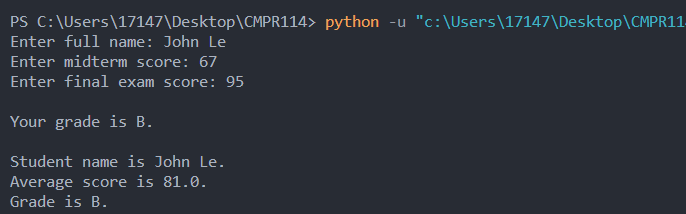 PS C:\Users\17147\Desktop\CMPR114> python -u "c:\Users\17147\Desktop\CMPR11
Enter full name: John Le
Enter midterm score: 67
Enter final exam score: 95
Your grade is B.
Student name is John Le.
Average score is 81.0.
Grade is B.